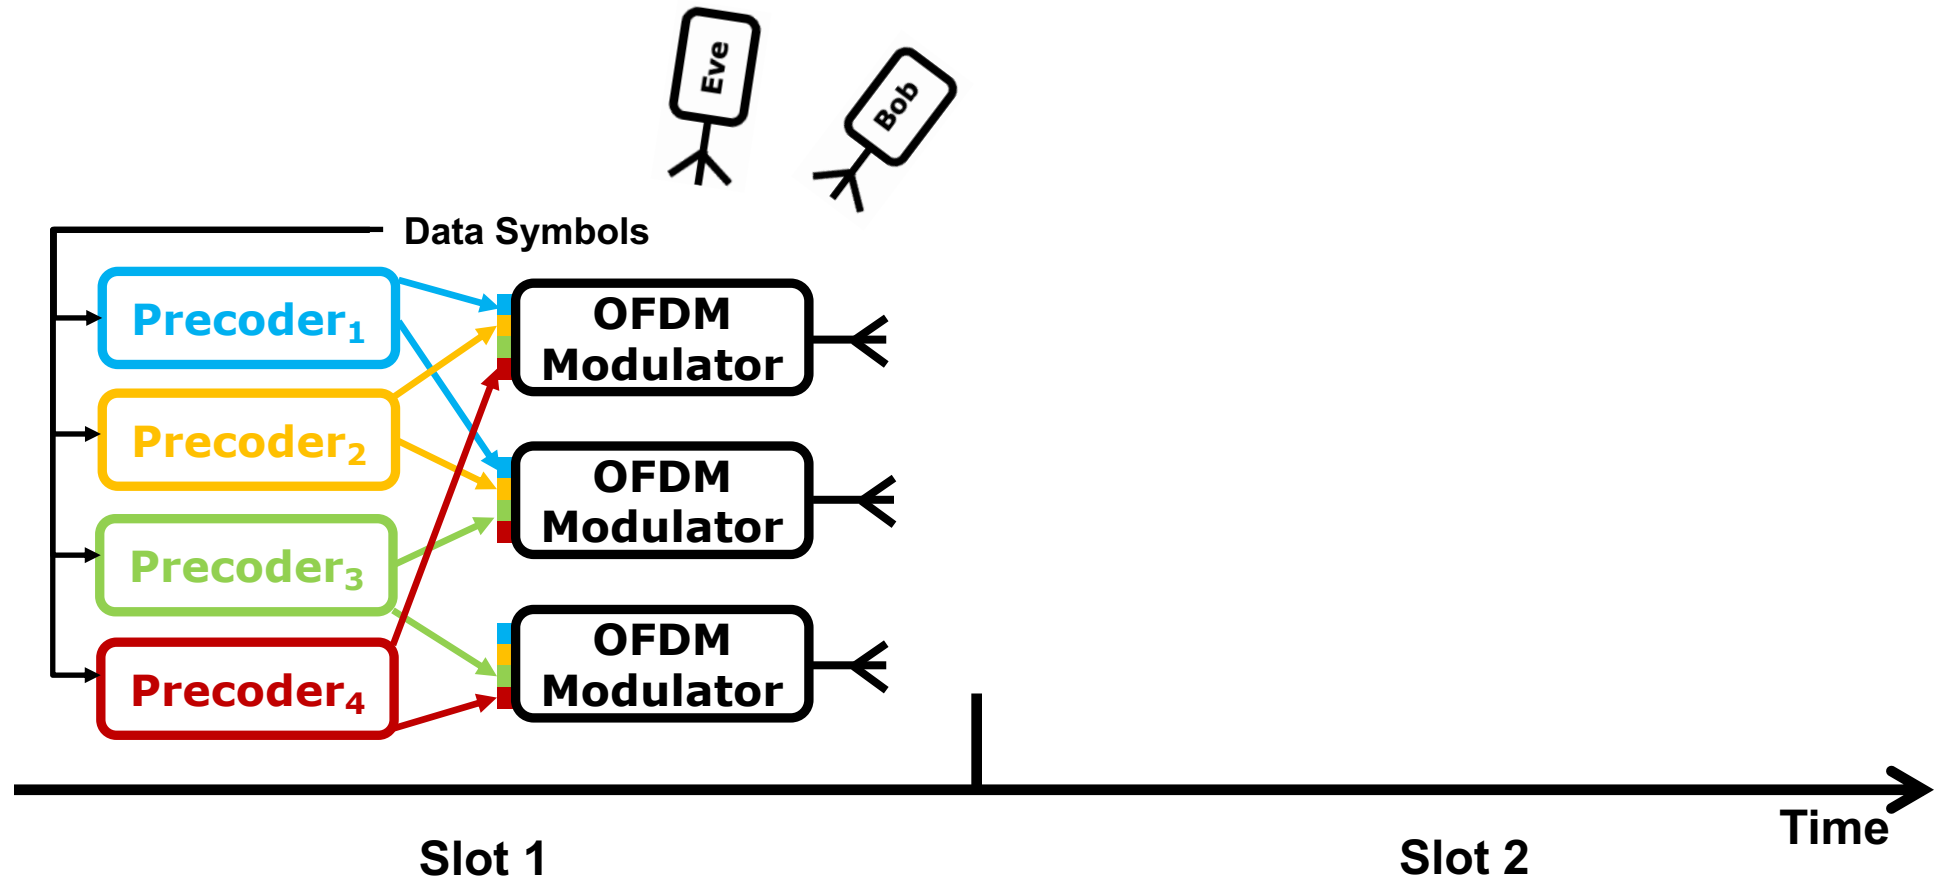 Eve
Bob
Data Symbols
Precoder1
Precoder2
Precoder3
Precoder4
OFDM
Modulator
OFDM
Modulator
OFDM
Modulator
Time
Slot 1
Slot 2